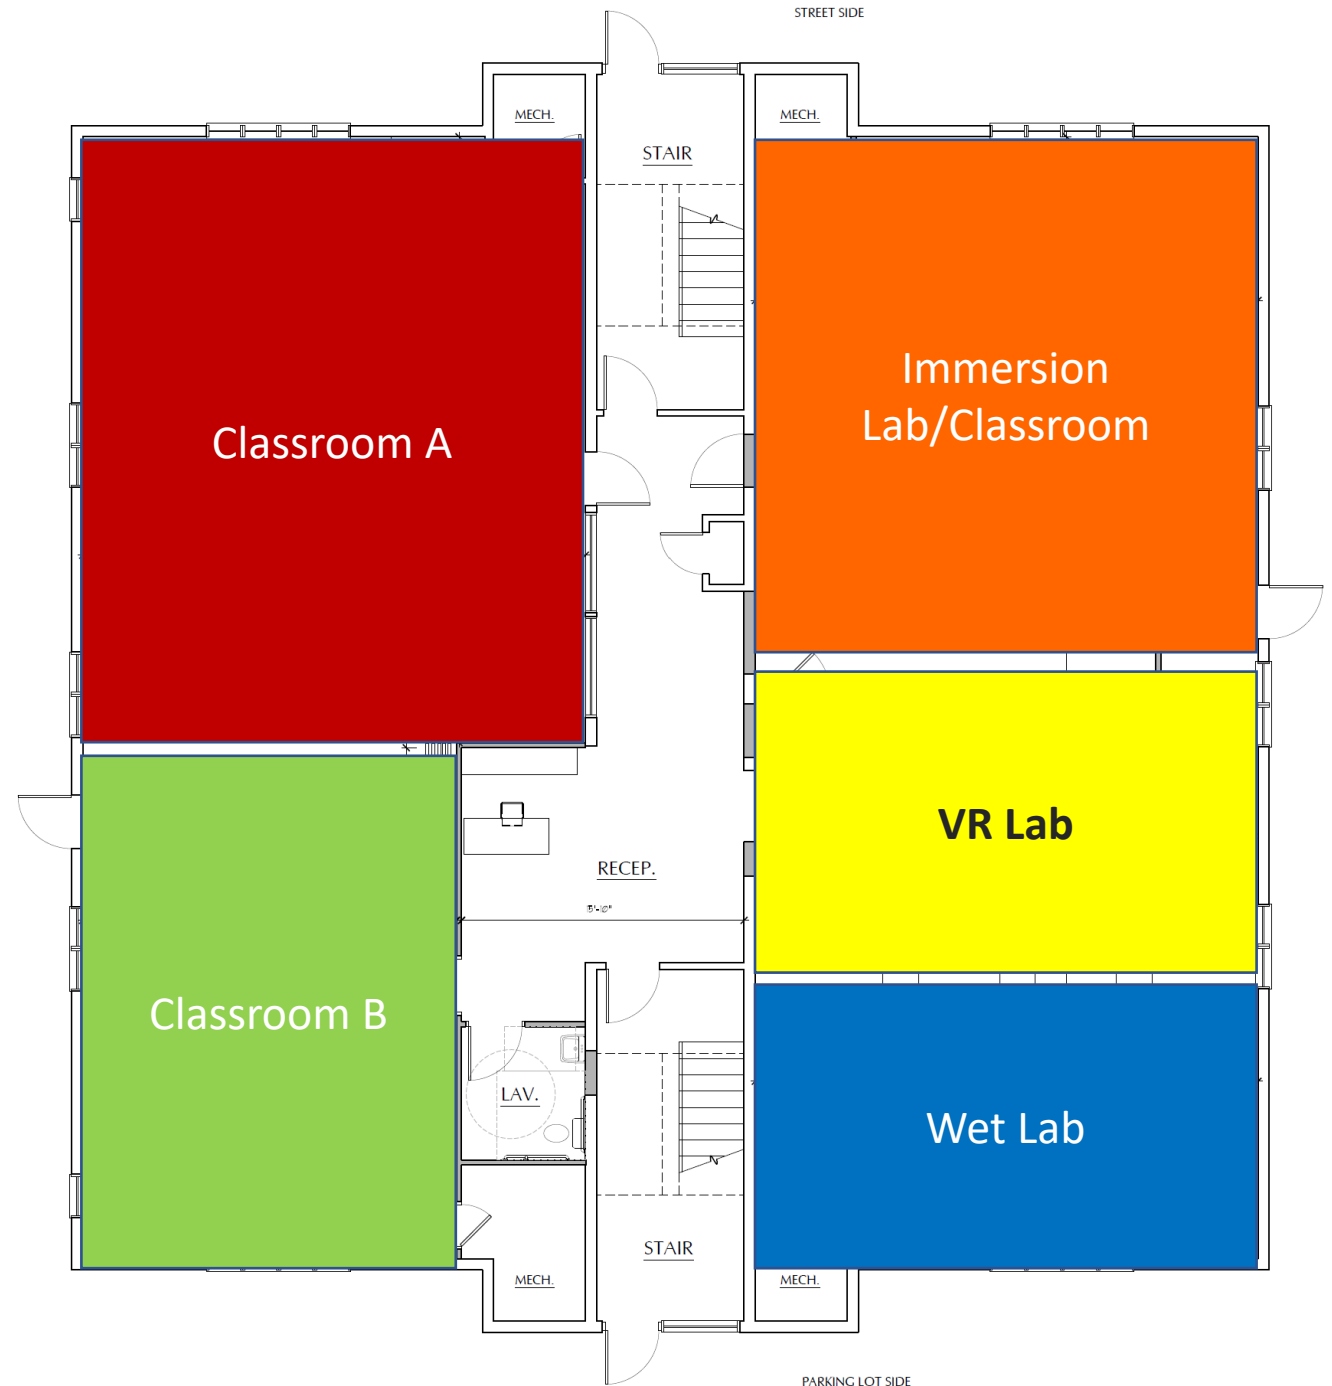 STREET SIDE
MECH.
MECH.
STAIR
Immersion
Lab/Classroom
Classroom A
VR Lab
RECEP.
Classroom B
LAV.
Wet Lab
STAIR
MECH.
MECH.
PARKING LOT SIDE